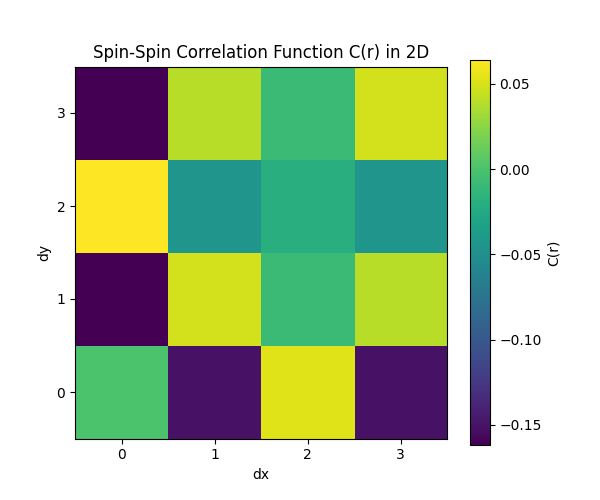 Spin-Spin Correlation Function C(r) in 2D
3
2
1
0
dy
0 1 2 3
dx
0.05
0.00
−0.05
−0.10
−0.15
C(r)